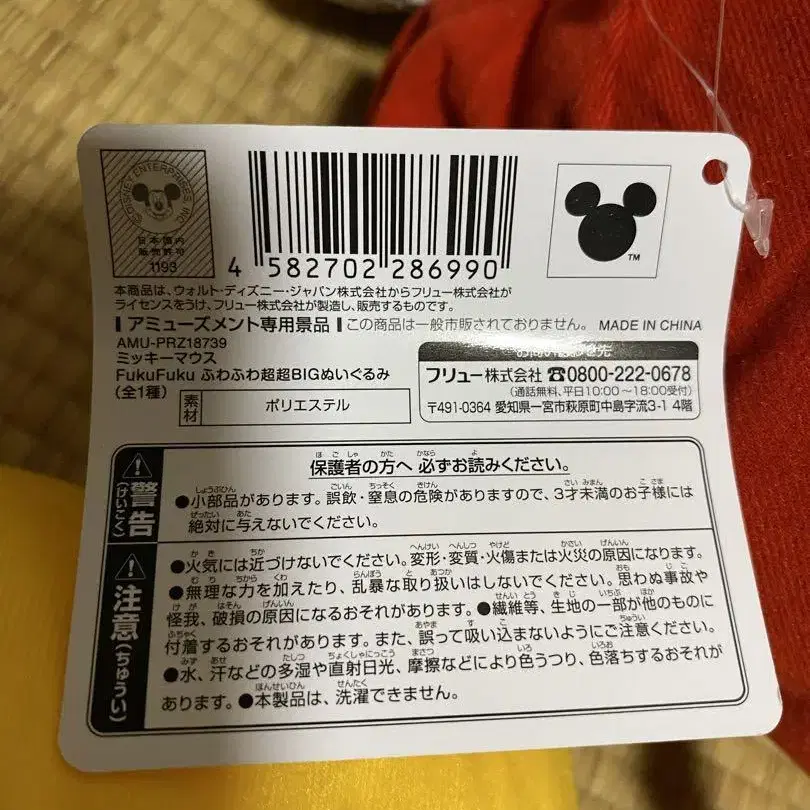 ©DISNEY ENTERPRISES, INC.
日本国内
販売許可
1193
4 582702 286990
TM
本商品は、ウォルト・ディズニー・ジャパン株式会社からフリュー株式会社が
ライセンスをうけ、フリュー株式会社が製造し、販売するものです。
アミューズメント専用景品 この商品は一般市販されておりません。 MADE IN CHINA
AMU-PRZ18739
ミッキーマウス
FukuFuku ふわふわ超超BIGぬいぐるみ
(全1種)
素材 ポリエステル
お問い合わせ先
フリュー株式会社 ☎0800-222-0678
(通話無料、平日10:00～18:00受付)
〒491-0364 愛知県一宮市萩原町中島字流3-1 4階
警告(けいこく)
保護者の方へ 必ずお読みください。
●小部品があります。誤飲・窒息の危険がありますので、3才未満のお子様には
絶対に与えないでください。
注意(ちゅうい)
●火気には近づけないでください。変形・変質・火傷または火災の原因になります。
●無理な力を加えたり、乱暴な取り扱いはしないでください。思わぬ事故や
怪我、破損の原因になるおそれがあります。●繊維等、生地の一部が他のものに
付着するおそれがあります。また、誤って吸い込まないようにご注意ください。
●水、汗などの多湿や直射日光、摩擦などにより色うつり、色落ちするおそれが
あります。●本製品は、洗濯できません。